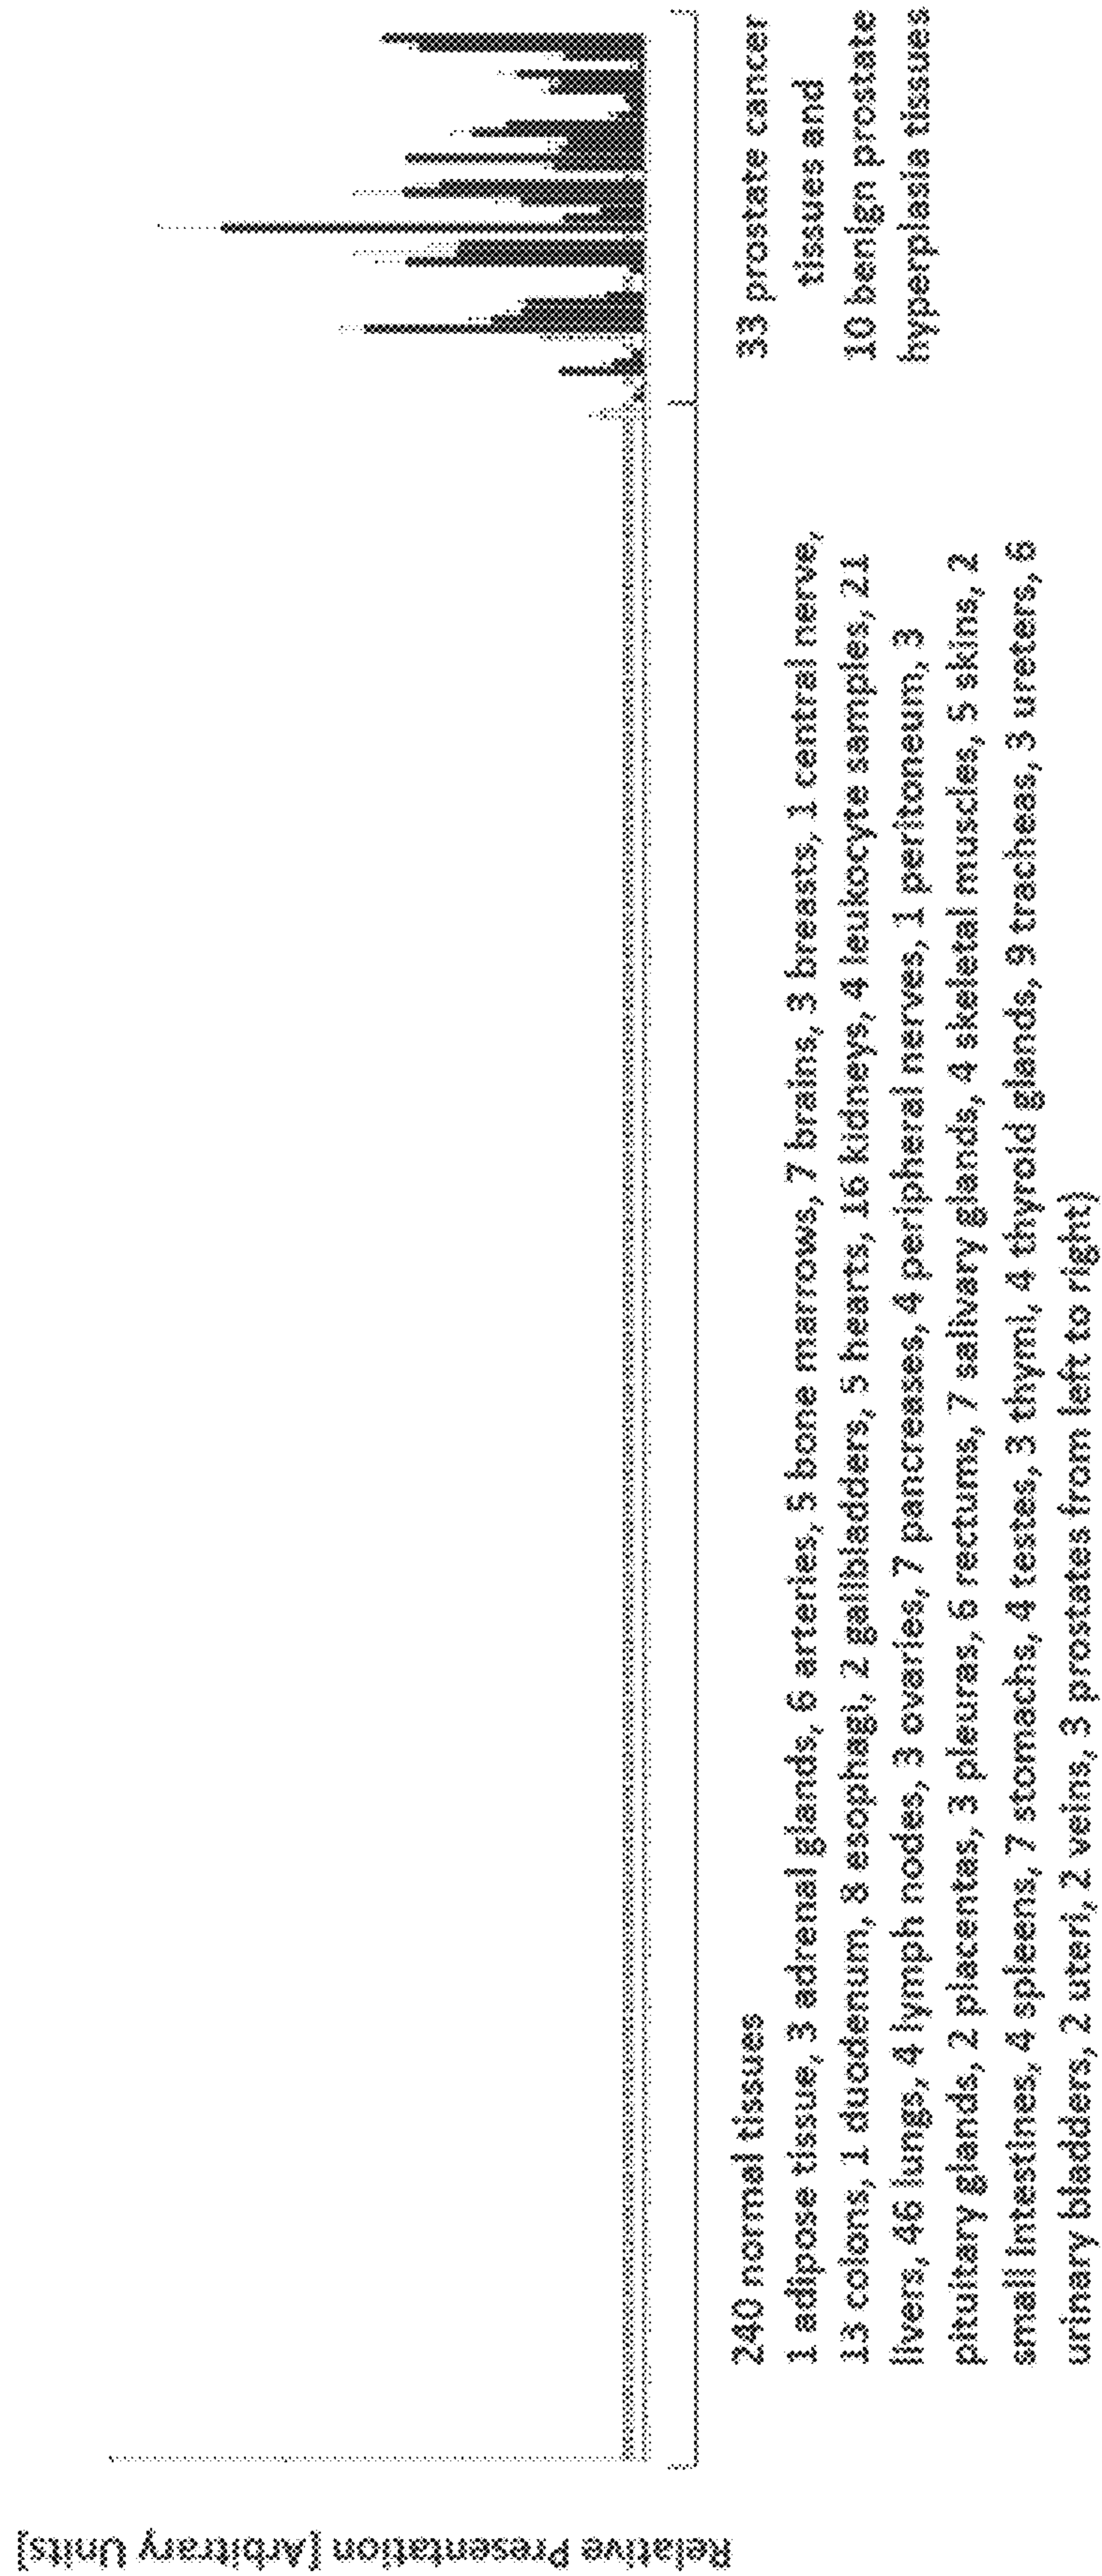 Relative Presentation [Arbitrary Units]
240 normal tissues
1 adipose tissue, 3 adrenal glands, 6 arteries, 5 bone marrows, 7 brains, 3 breasts, 1 central nerve,
15 colons, 1 duodenum, 8 esophagi, 2 gallbladders, 5 hearts, 16 kidneys, 4 leukocyte samples, 21
livers, 46 lungs, 4 lymph nodes, 3 ovaries, 7 pancreases, 4 peripheral nerves, 1 peritoneum, 3
pituitary glands, 2 placentas, 3 pleuras, 6 rectums, 7 salivary glands, 4 skeletal muscles, 5 skins, 2
small intestines, 4 spleens, 7 stomachs, 4 testes, 3 thymi, 4 thyroid glands, 9 tracheas, 3 ureters, 6
urinary bladders, 2 uteri, 2 veins, 3 prostates from left to right)
33 prostate cancer
tissues and
10 benign prostate
hyperplasia tissues